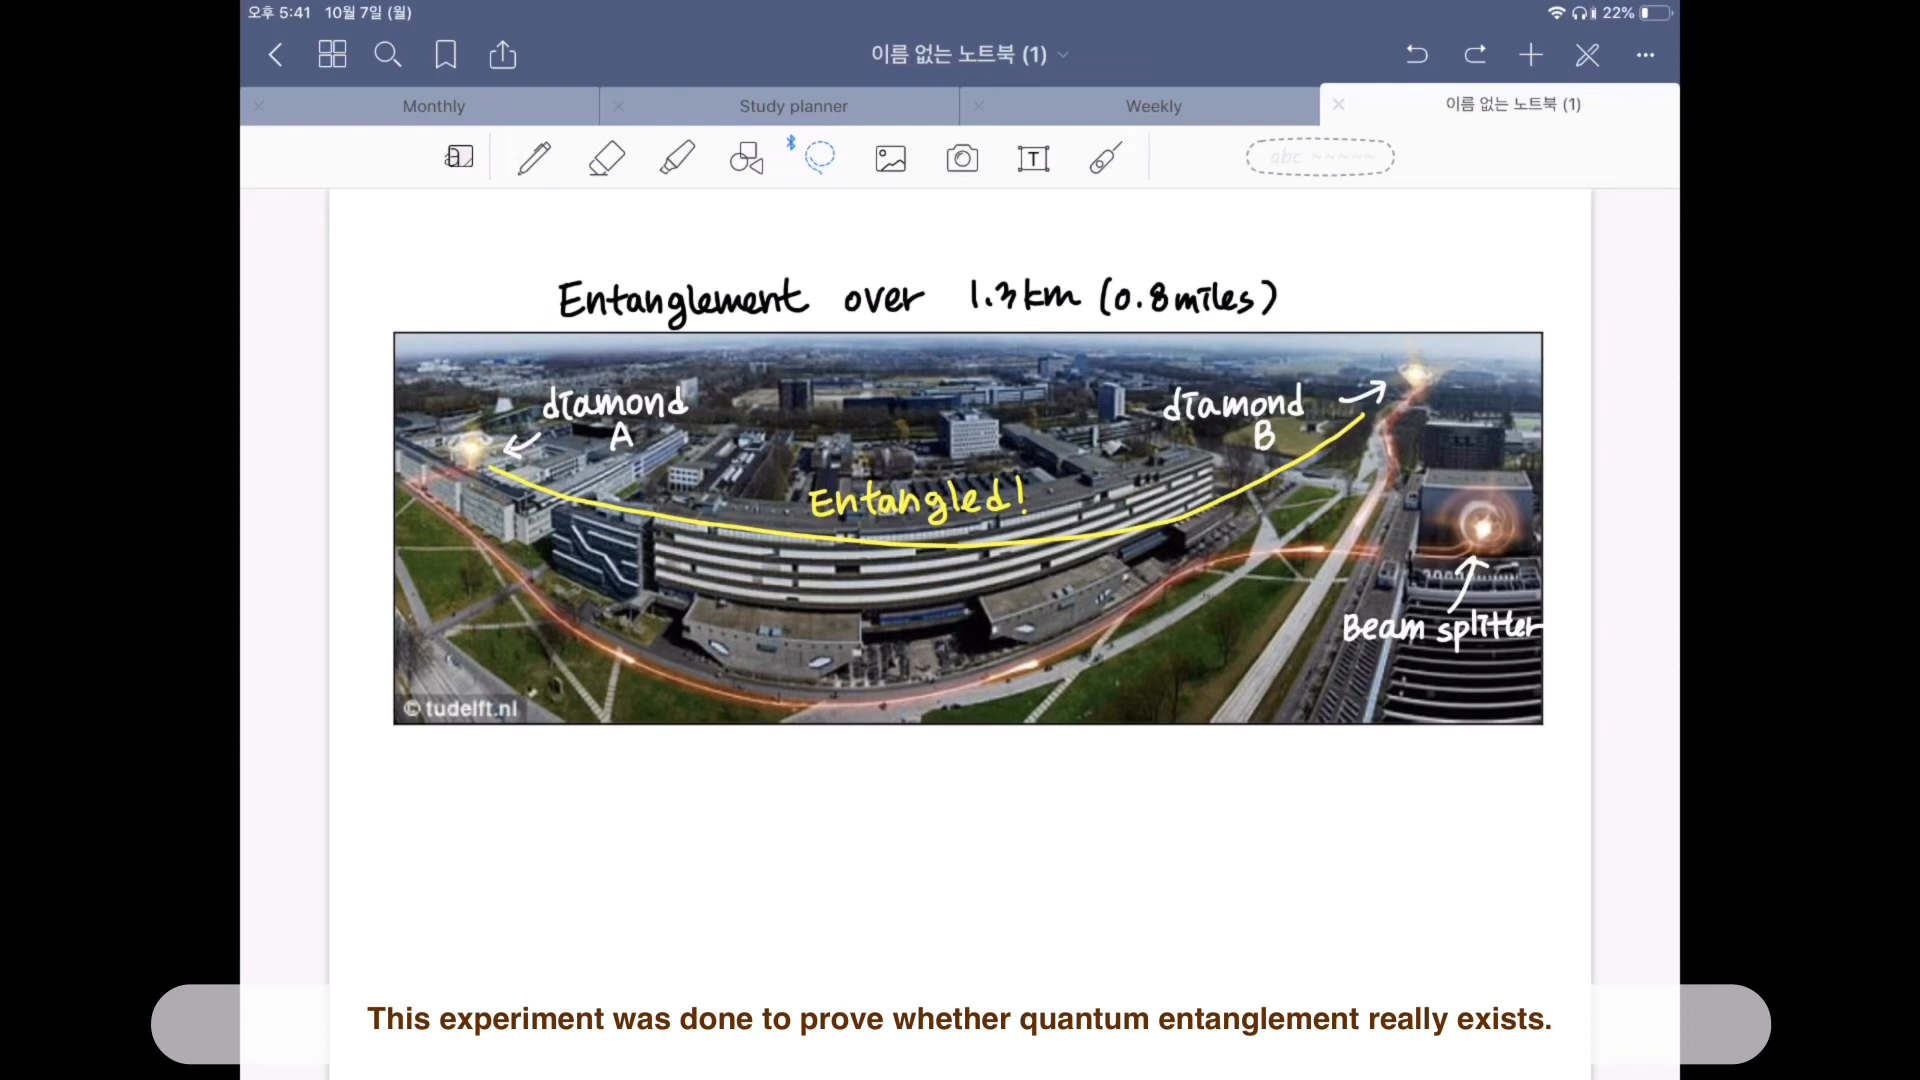 오후 5:41 10월 7일 (월) 22%
이름 없는 노트북 (1)
Monthly Study planner Weekly 이름 없는 노트북 (1)
a T abc
Entanglement over 1.3km (0.8miles)
diamond A
diamond B
Entangled!
Beam splitter
© tudelft.nl
This experiment was done to prove whether quantum entanglement really exists.